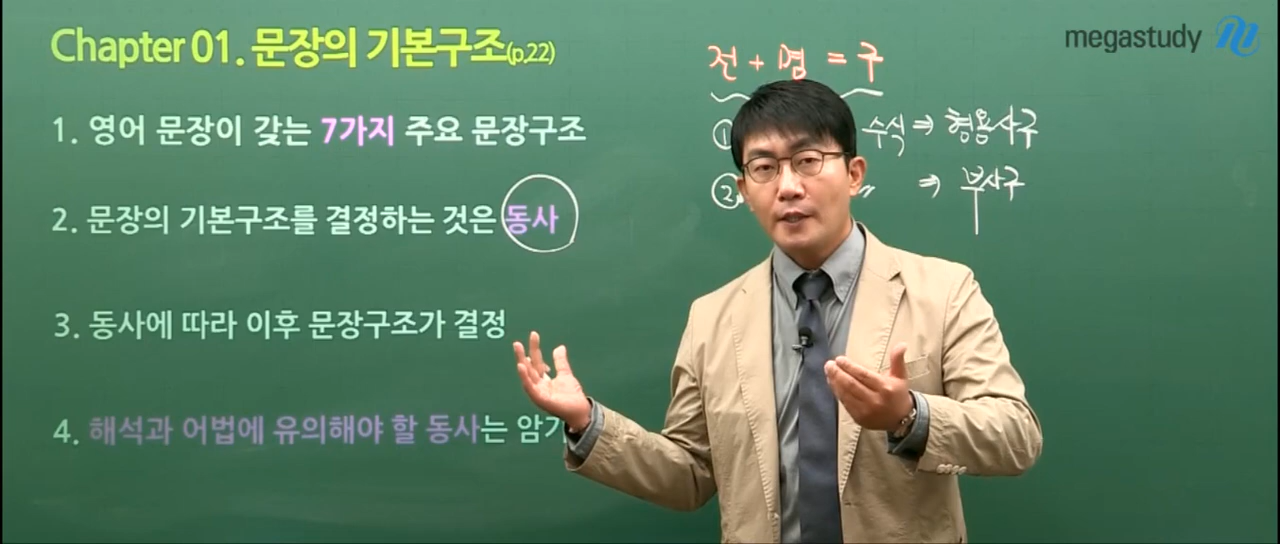 Chapter 01. 문장의 기본구조(p.22)
1. 영어 문장이 갖는 7가지 주요 문장구조
2. 문장의 기본구조를 결정하는 것은 동사
3. 동사에 따라 이후 문장구조가 결정
4. 해석과 어법에 유의해야 할 동사는
megastudy
전 + 명 = 구
① 수식 ⇒ 형용사구
② 〃 ⇒ 부사구